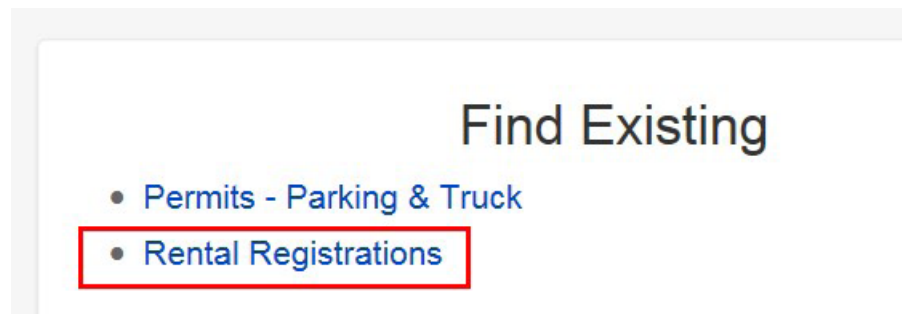 Find Existing
Permits - Parking & Truck
Rental Registrations